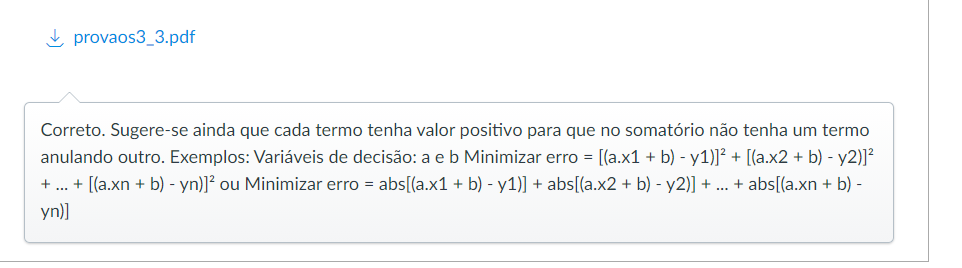 provaos3_3.pdf
Correto. Sugere-se ainda que cada termo tenha valor positivo para que no somatório não tenha um termo
anulando outro. Exemplos: Variáveis de decisão: a e b Minimizar erro = [(a.x1 + b) - y1)]² + [(a.x2 + b) - y2)]²
+ ... + [(a.xn + b) - yn)]² ou Minimizar erro = abs[(a.x1 + b) - y1)] + abs[(a.x2 + b) - y2)] + ... + abs[(a.xn + b) -
yn)]